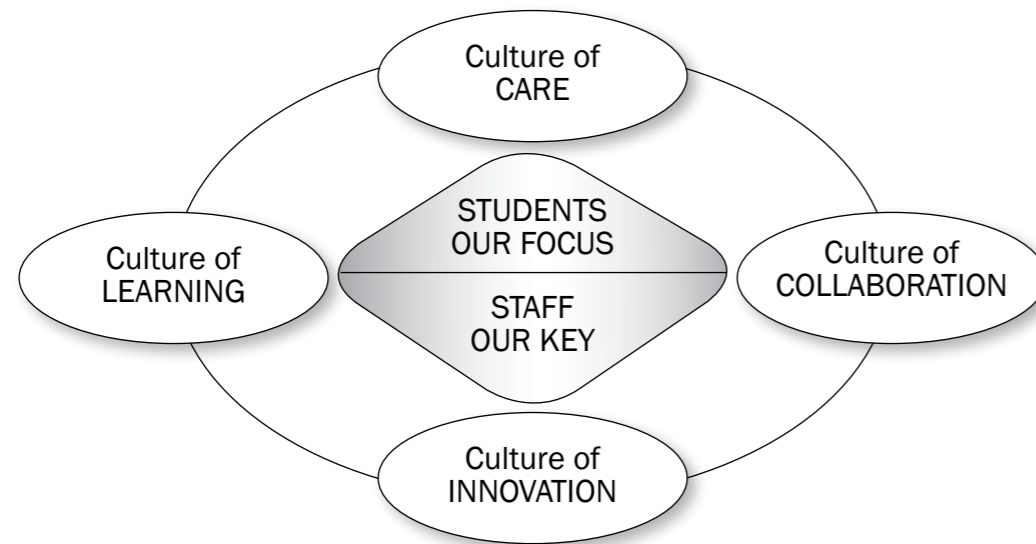 Culture of
CARE
STUDENTS
OUR FOCUS
Culture of
LEARNING
Culture of
COLLABORATION
STAFF
OUR KEY
Culture of
INNOVATION